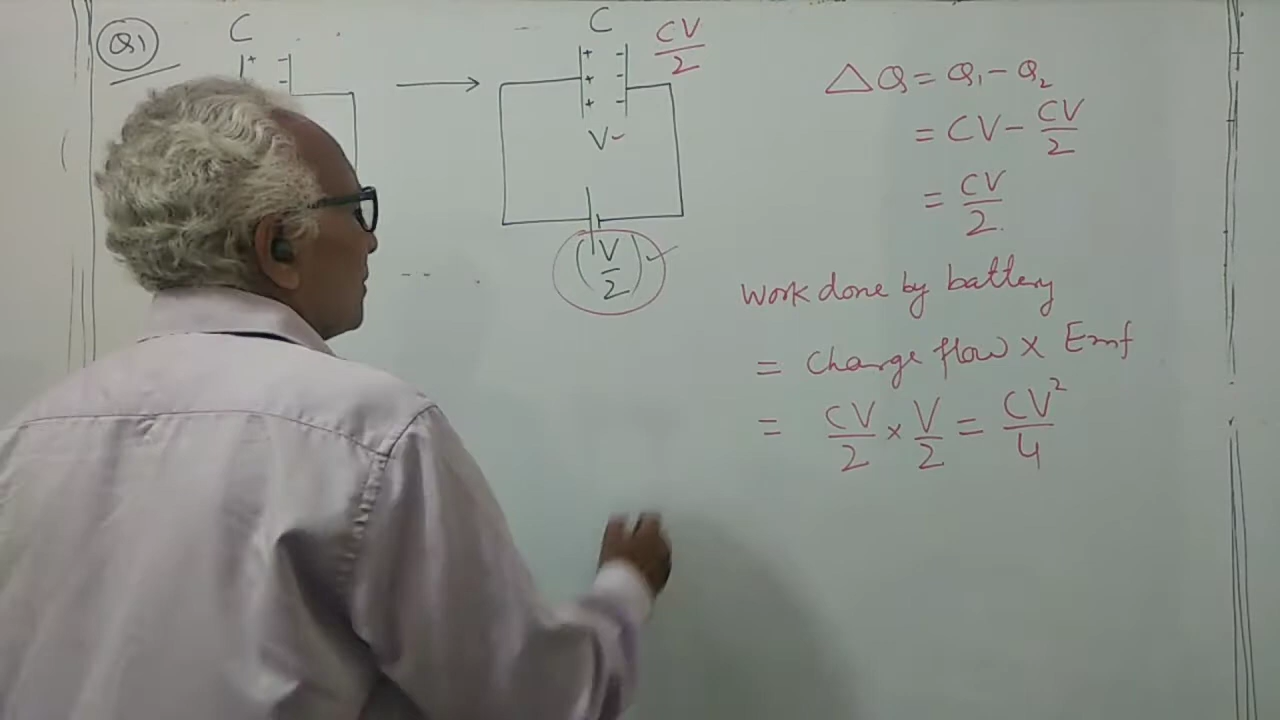 Q1
C
+ -
-
→
C
CV/2
+ -
+ -
+ -
V-
(V/2) ✓
△Q = Q₁ - Q₂
= CV - CV/2
= CV/2.
Work done by battery
= Charge flow × Emf
= CV/2 × V/2 = CV²/4